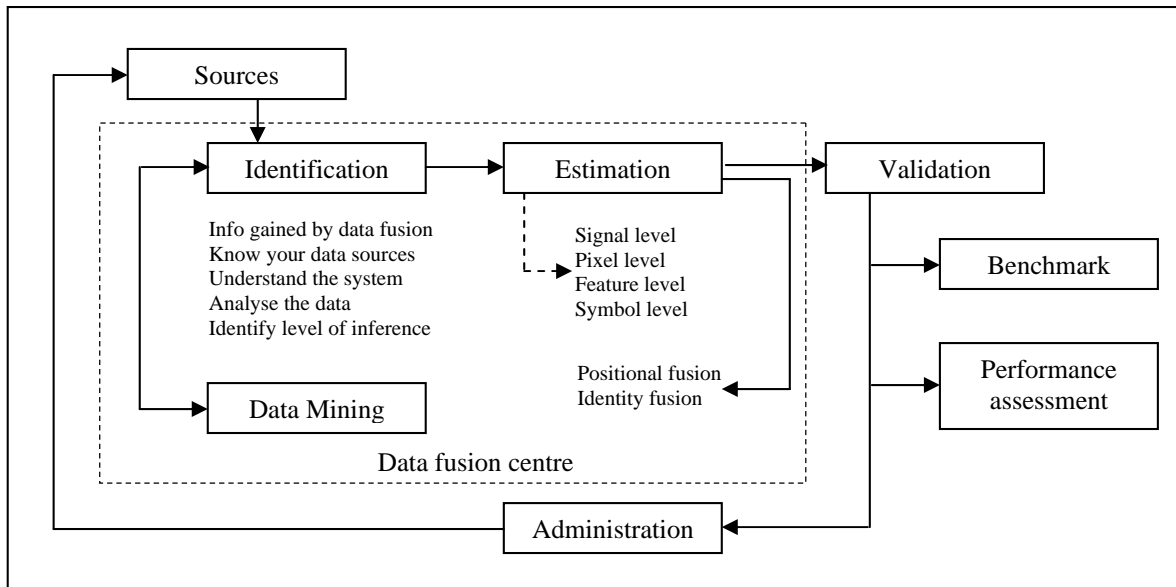 Sources
Identification
Estimation
Validation
Info gained by data fusion
Know your data sources
Understand the system
Analyse the data
Identify level of inference
Signal level
Pixel level
Feature level
Symbol level
Benchmark
Positional fusion
Identity fusion
Performance
assessment
Data Mining
Data fusion centre
Administration